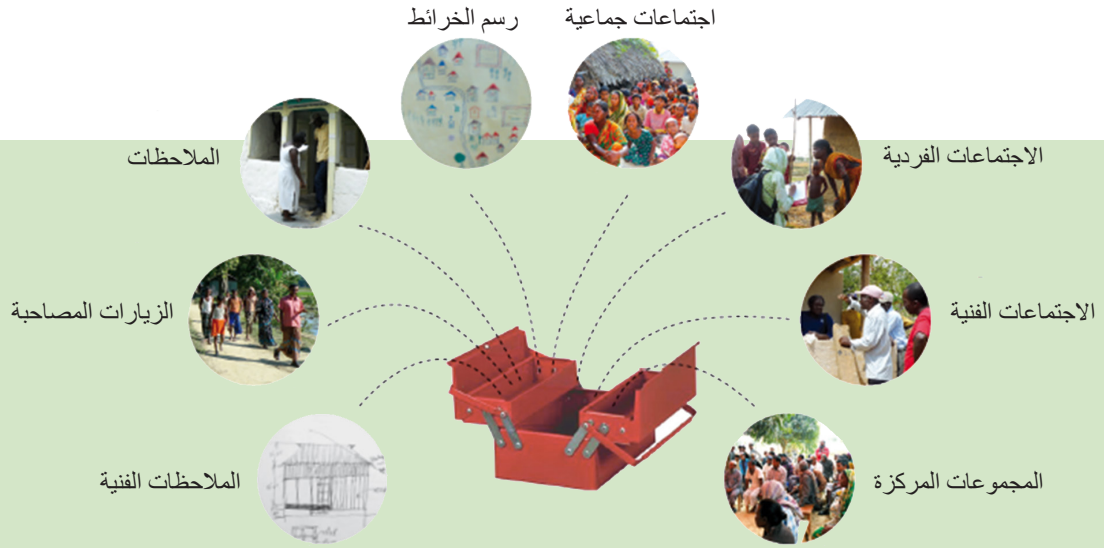 اجتماعات جماعية
رسم الخرائط
الاجتماعات الفردية
الملاحظات
الاجتماعات الفنية
الزيارات المصاحبة
المجموعات المركزة
الملاحظات الفنية